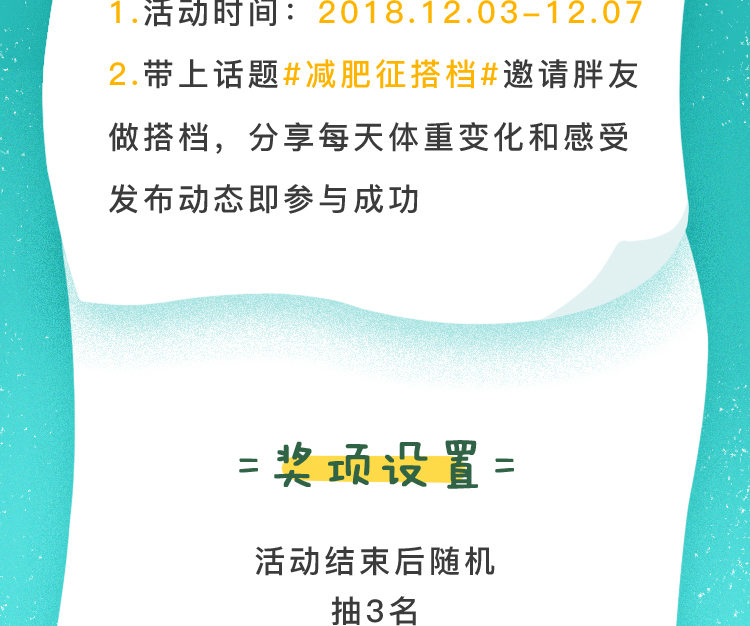 1.活动时间：2018.12.03-12.07
2.带上话题#减肥征搭档#邀请胖友
做搭档，分享每天体重变化和感受
发布动态即参与成功
=奖项设置=
活动结束后随机
抽3名